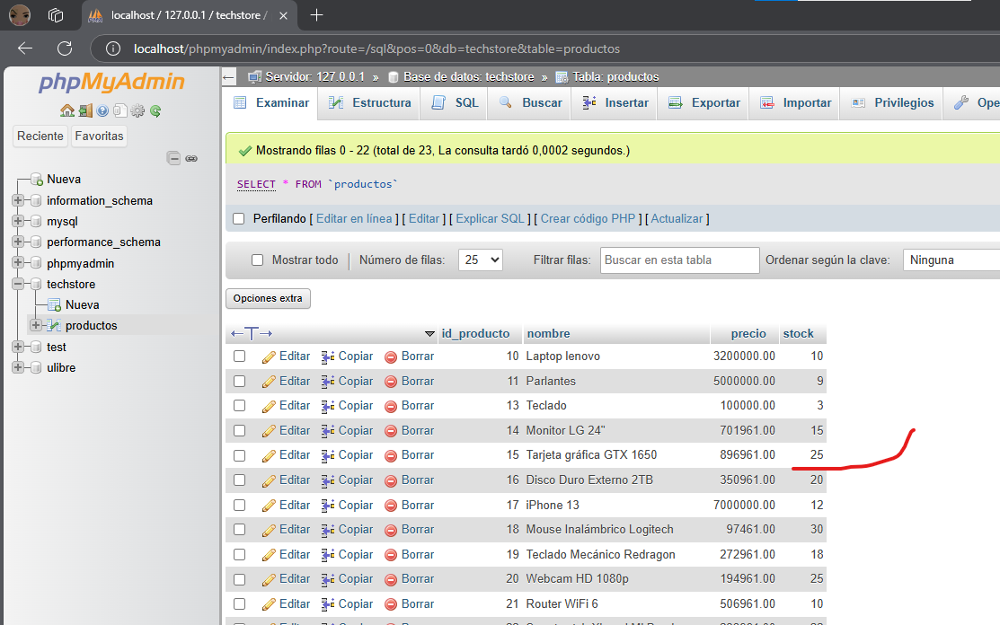 localhost / 127.0.0.1 / techstore /
localhost/phpmyadmin/index.php?route=/sql&pos=0&db=techstore&table=productos
phpMyAdmin
Reciente Favoritas
Nueva
information_schema
mysql
performance_schema
phpmyadmin
techstore
Nueva
productos
test
ulibre
Servidor: 127.0.0.1 » Base de datos: techstore » Tabla: productos
Examinar Estructura SQL Buscar Insertar Exportar Importar Privilegios Ope
Mostrando filas 0 - 22 (total de 23, La consulta tardó 0,0002 segundos.)
SELECT * FROM `productos`
Perfilando [ Editar en línea ] [ Editar ] [ Explicar SQL ] [ Crear código PHP ] [ Actualizar ]
Mostrar todo | Número de filas: 25 Filtrar filas: Buscar en esta tabla Ordenar según la clave: Ninguna
Opciones extra
id_producto nombre precio stock
Editar Copiar Borrar 10 Laptop lenovo 3200000.00 10
Editar Copiar Borrar 11 Parlantes 5000000.00 9
Editar Copiar Borrar 13 Teclado 100000.00 3
Editar Copiar Borrar 14 Monitor LG 24" 701961.00 15
Editar Copiar Borrar 15 Tarjeta gráfica GTX 1650 896961.00 25
Editar Copiar Borrar 16 Disco Duro Externo 2TB 350961.00 20
Editar Copiar Borrar 17 iPhone 13 7000000.00 12
Editar Copiar Borrar 18 Mouse Inalámbrico Logitech 97461.00 30
Editar Copiar Borrar 19 Teclado Mecánico Redragon 272961.00 18
Editar Copiar Borrar 20 Webcam HD 1080p 194961.00 25
Editar Copiar Borrar 21 Router WiFi 6 506961.00 10